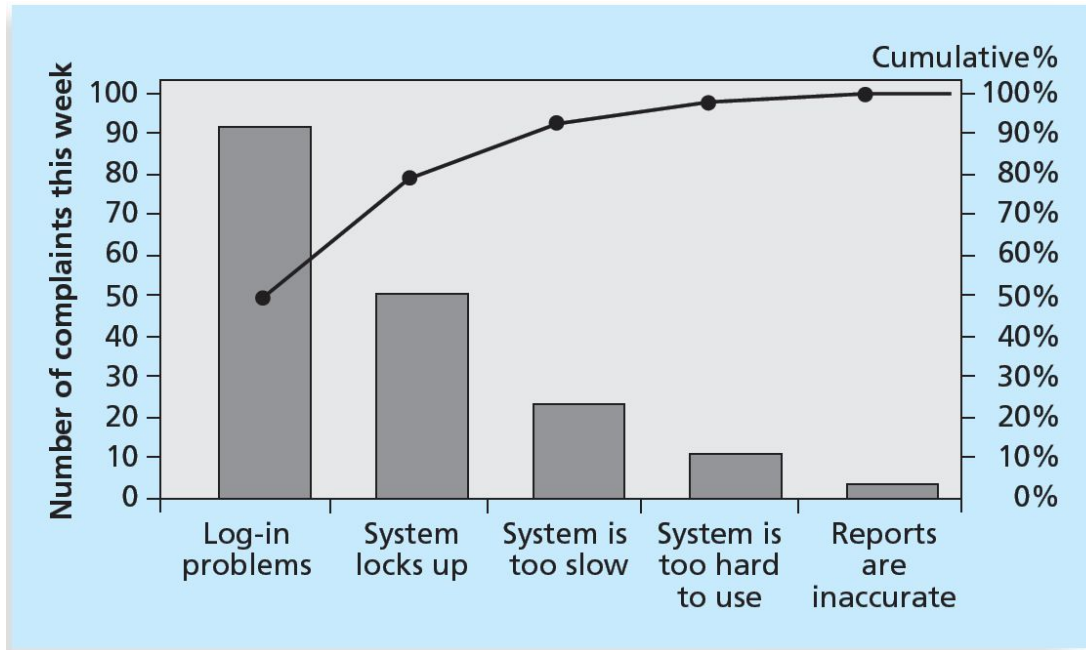 Cumulative%
Number of complaints this week
100
90
80
70
60
50
40
30
20
10
0
100%
90%
80%
70%
60%
50%
40%
30%
20%
10%
0%
Log-in
problems
System
locks up
System is
too slow
System is
too hard
to use
Reports
are
inaccurate